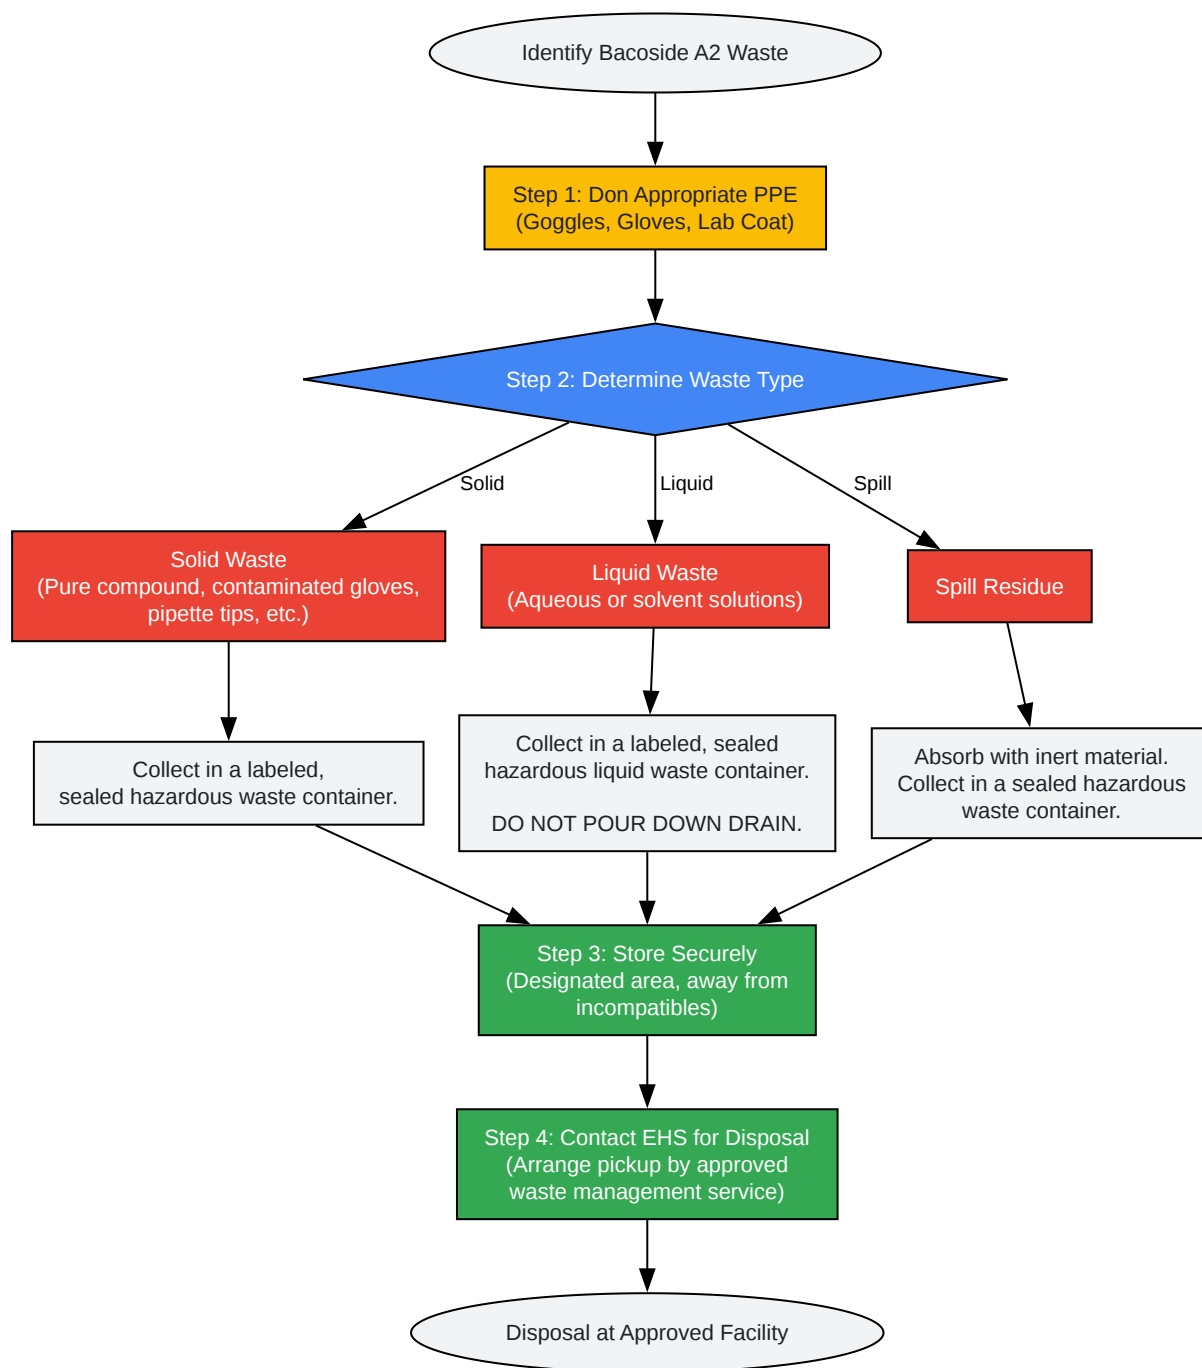 Identify Bacoside A2 Waste
Step 1: Don Appropriate PPE
(Goggles, Gloves, Lab Coat)
Step 2: Determine Waste Type
Solid
Liquid
Spill
Solid Waste
(Pure compound, contaminated gloves,
pipette tips, etc.)
Liquid Waste
(Aqueous or solvent solutions)
Spill Residue
Collect in a labeled,
sealed hazardous waste container.
Collect in a labeled, sealed
hazardous liquid waste container.
DO NOT POUR DOWN DRAIN.
Absorb with inert material.
Collect in a sealed hazardous
waste container.
Step 3: Store Securely
(Designated area, away from
incompatibles)
Step 4: Contact EHS for Disposal
(Arrange pickup by approved
waste management service)
Disposal at Approved Facility